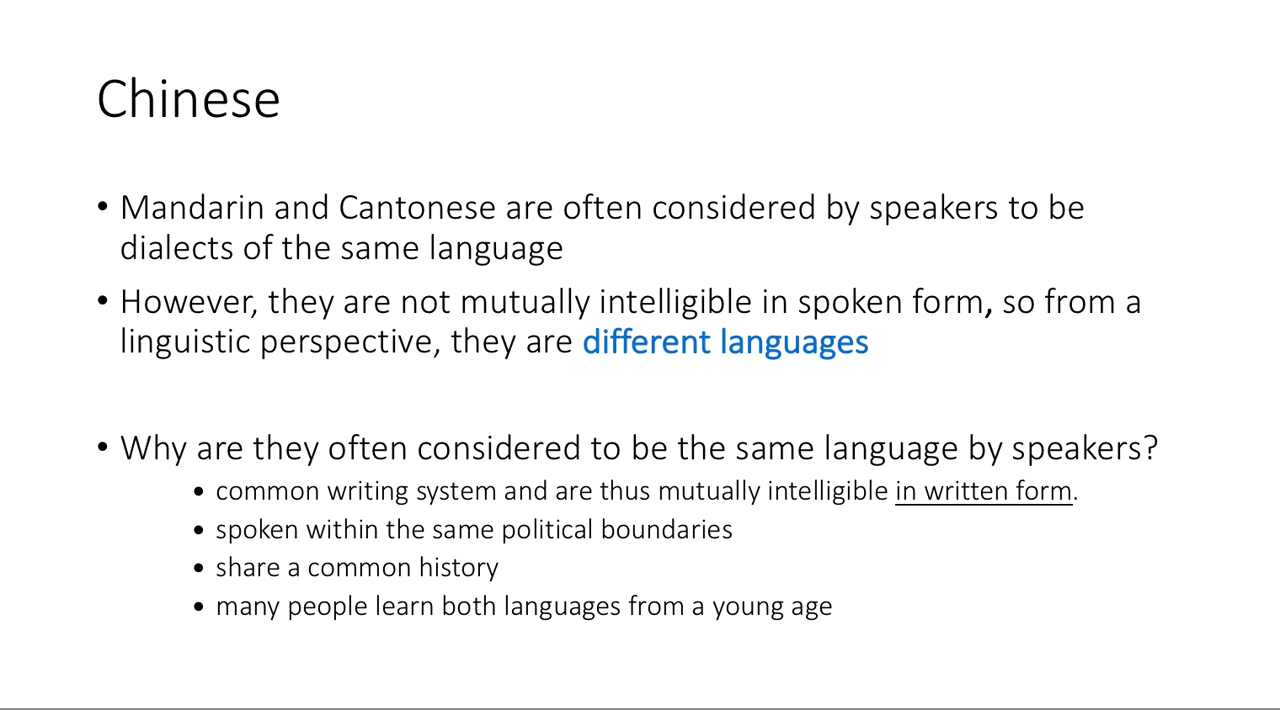 Chinese
• Mandarin and Cantonese are often considered by speakers to be
dialects of the same language
• However, they are not mutually intelligible in spoken form, so from a
linguistic perspective, they are different languages
• Why are they often considered to be the same language by speakers?
• common writing system and are thus mutually intelligible in written form.
• spoken within the same political boundaries
• share a common history
• many people learn both languages from a young age